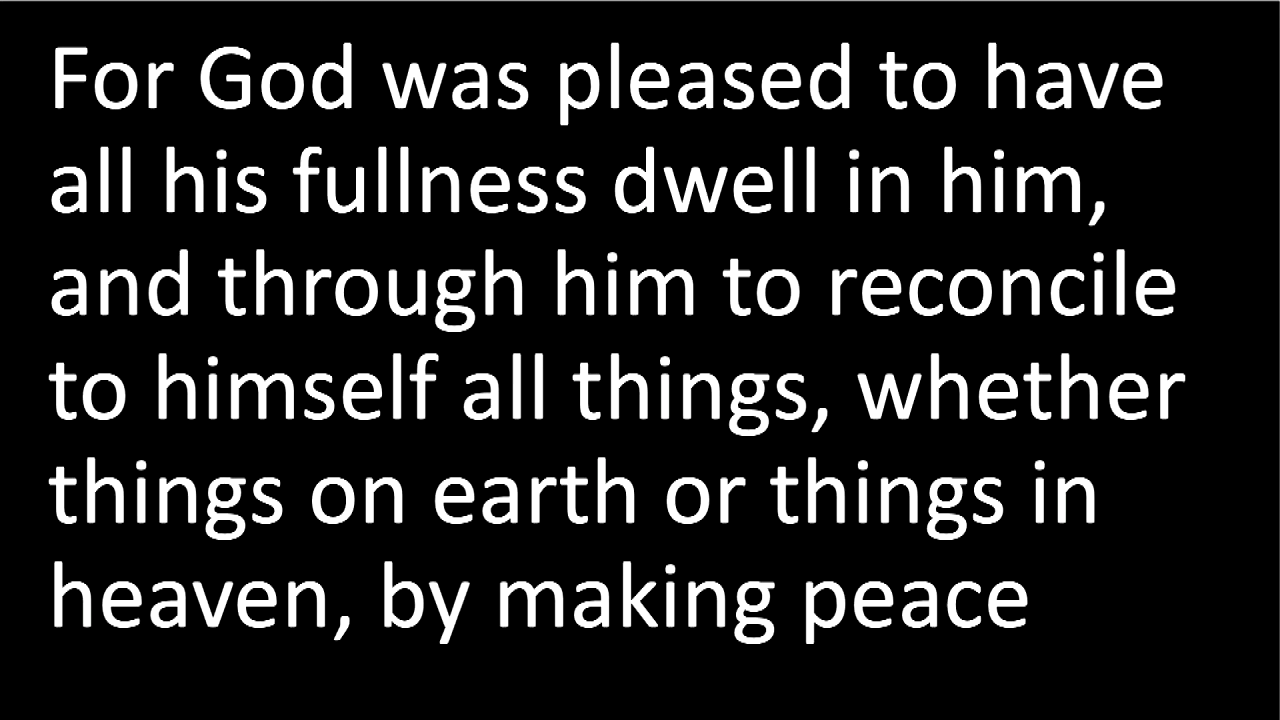 For God was pleased to have
all his fullness dwell in him,
and through him to reconcile
to himself all things, whether
things on earth or things in
heaven, by making peace